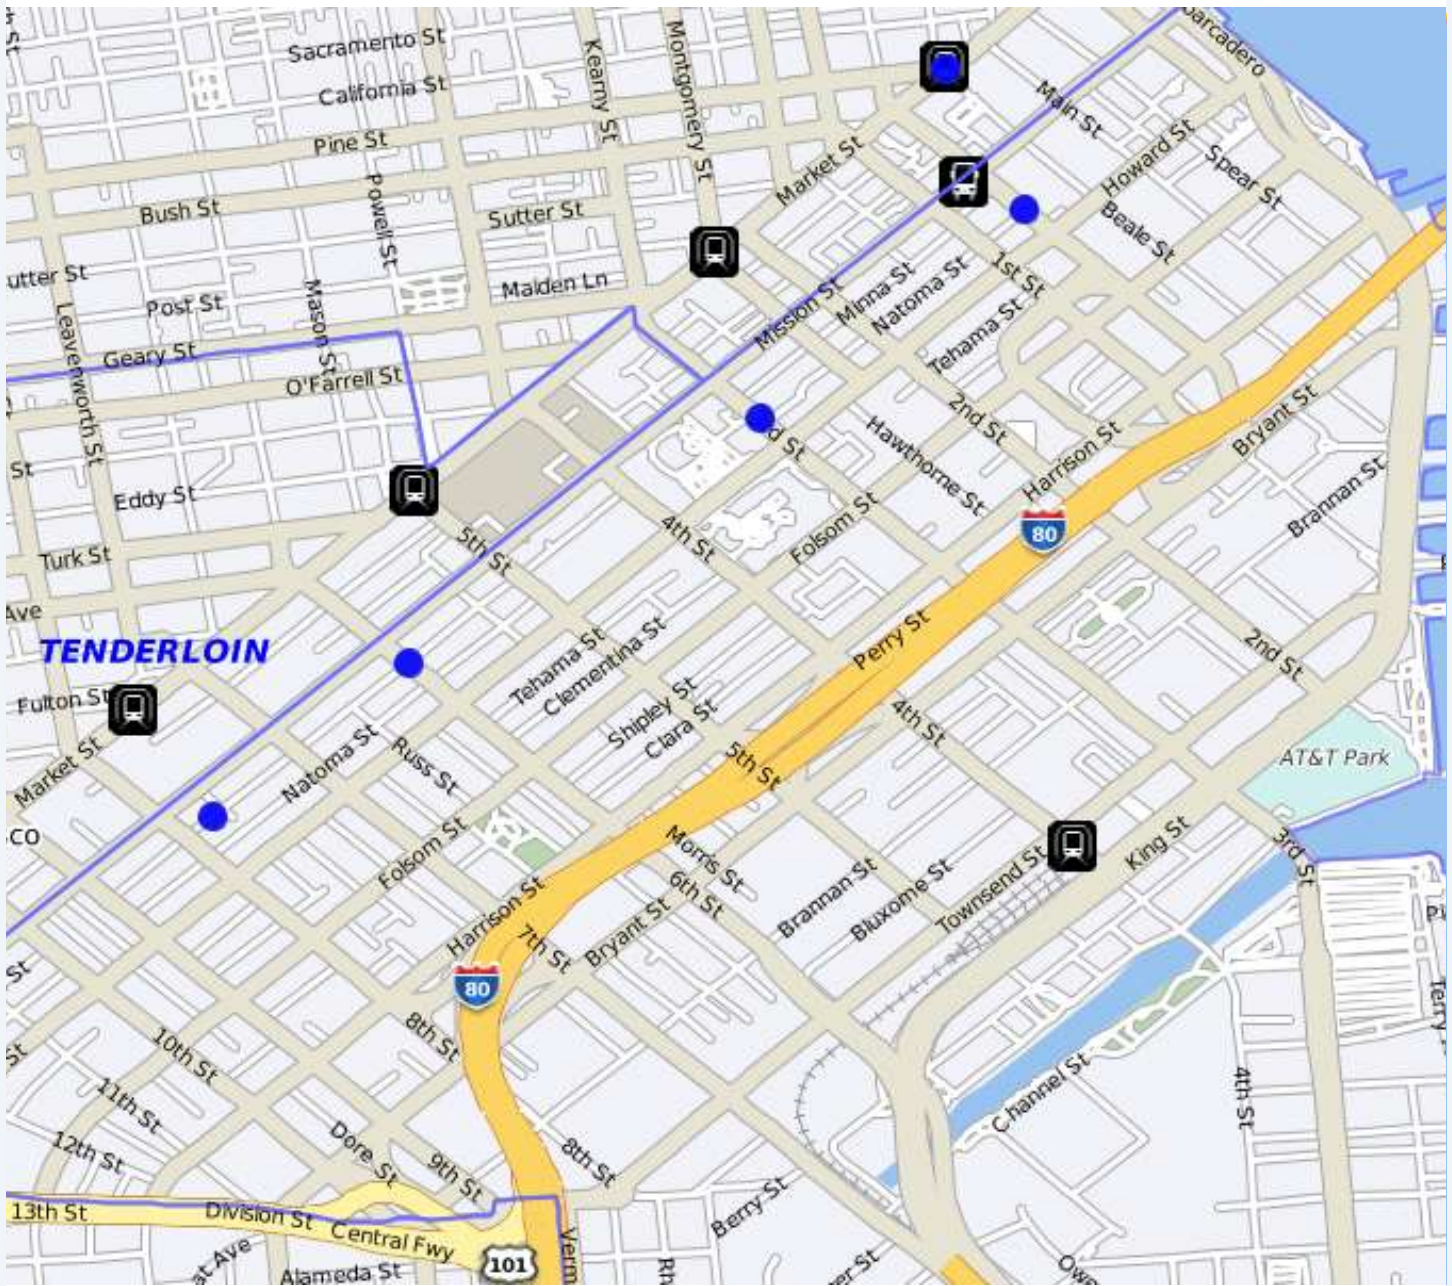 Sacramento St
California St
Pine St
Bush St
Post St
Geary St
O'Farrell St
Eddy St
Turk St
Ave
TENDERLOIN
Fulton St
Market St
Leavenworth St
Mason St
Powell St
Kearny St
Montgomery St
Sutter St
Maiden Ln
Market St
Main St
Howard St
Spear St
Beale St
1st St
Mission St
Minna St
Natoma St
Tehama St
2nd St
Hawthorne St
Harrison St
Bryant St
Brannan St
80
Folsom St
4th St
5th St
Tehama St
Clementina St
Shipley St
Clara St
Perry St
4th St
2nd St
AT&T Park
Natoma St
Russ St
Folsom St
5th St
Morris St
6th St
Harrison St
7th St
Bryant St
Brannan St
Bluxome St
Townsend St
King St
3rd St
80
8th St
10th St
11th St
12th St
Dore St
9th St
8th St
Channel St
4th St
Terry
13th St
Division St
Central Fwy
101
Alameda St
Berry St
Verm